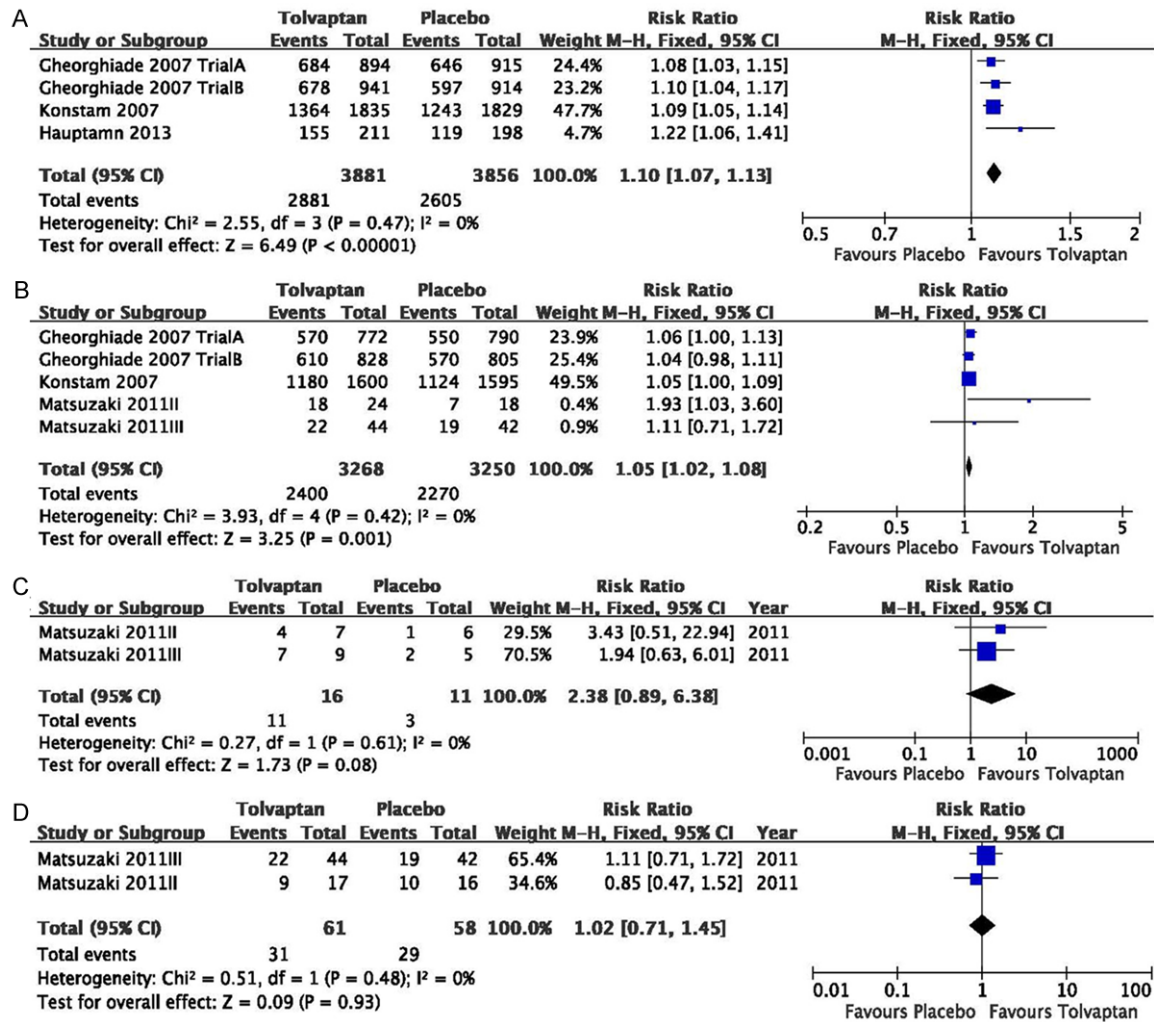 A
Tolvaptan Placebo Risk Ratio Risk Ratio
Study or Subgroup Events Total Events Total Weight M-H, Fixed, 95% CI M-H, Fixed, 95% CI
Gheorghiade 2007 TrialA 684 894 646 915 24.4% 1.08 [1.03, 1.15]
Gheorghiade 2007 TrialB 678 941 597 914 23.2% 1.10 [1.04, 1.17]
Konstam 2007 1364 1835 1243 1829 47.7% 1.09 [1.05, 1.14]
Hauptamn 2013 155 211 119 198 4.7% 1.22 [1.06, 1.41]
Total (95% CI) 3881 3856 100.0% 1.10 [1.07, 1.13]
Total events 2881 2605
Heterogeneity: Chi² = 2.55, df = 3 (P = 0.47); I² = 0%
Test for overall effect: Z = 6.49 (P < 0.00001)
0.5 0.7 1 1.5 2
Favours Placebo Favours Tolvaptan
B
Tolvaptan Placebo Risk Ratio Risk Ratio
Study or Subgroup Events Total Events Total Weight M-H, Fixed, 95% CI M-H, Fixed, 95% CI
Gheorghiade 2007 TrialA 570 772 550 790 23.9% 1.06 [1.00, 1.13]
Gheorghiade 2007 TrialB 610 828 570 805 25.4% 1.04 [0.98, 1.11]
Konstam 2007 1180 1600 1124 1595 49.5% 1.05 [1.00, 1.09]
Matsuzaki 2011II 18 24 7 18 0.4% 1.93 [1.03, 3.60]
Matsuzaki 2011III 22 44 19 42 0.9% 1.11 [0.71, 1.72]
Total (95% CI) 3268 3250 100.0% 1.05 [1.02, 1.08]
Total events 2400 2270
Heterogeneity: Chi² = 3.93, df = 4 (P = 0.42); I² = 0%
Test for overall effect: Z = 3.25 (P = 0.001)
0.2 0.5 1 2 5
Favours Placebo Favours Tolvaptan
C
Tolvaptan Placebo Risk Ratio Risk Ratio
Study or Subgroup Events Total Events Total Weight M-H, Fixed, 95% CI Year M-H, Fixed, 95% CI
Matsuzaki 2011II 4 7 1 6 29.5% 3.43 [0.51, 22.94] 2011
Matsuzaki 2011III 7 9 2 5 70.5% 1.94 [0.63, 6.01] 2011
Total (95% CI) 16 11 100.0% 2.38 [0.89, 6.38]
Total events 11 3
Heterogeneity: Chi² = 0.27, df = 1 (P = 0.61); I² = 0%
Test for overall effect: Z = 1.73 (P = 0.08)
0.001 0.1 1 10 1000
Favours Placebo Favours Tolvaptan
D
Tolvaptan Placebo Risk Ratio Risk Ratio
Study or Subgroup Events Total Events Total Weight M-H, Fixed, 95% CI Year M-H, Fixed, 95% CI
Matsuzaki 2011III 22 44 19 42 65.4% 1.11 [0.71, 1.72] 2011
Matsuzaki 2011II 9 17 10 16 34.6% 0.85 [0.47, 1.52] 2011
Total (95% CI) 61 58 100.0% 1.02 [0.71, 1.45]
Total events 31 29
Heterogeneity: Chi² = 0.51, df = 1 (P = 0.48); I² = 0%
Test for overall effect: Z = 0.09 (P = 0.93)
0.01 0.1 1 10 100
Favours Placebo Favours Tolvaptan